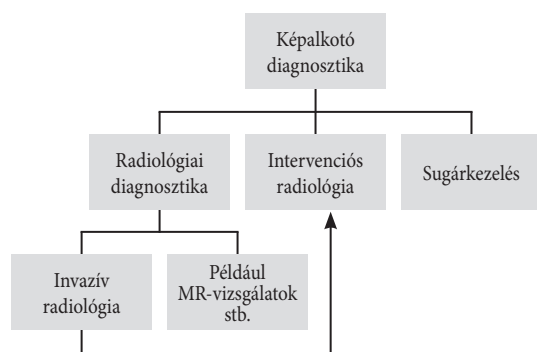 Képalkotó
diagnosztika
Radiológiai
diagnosztika
Intervenciós
radiológia
Sugárkezelés
Invazív
radiológia
Például
MR-vizsgálatok
stb.